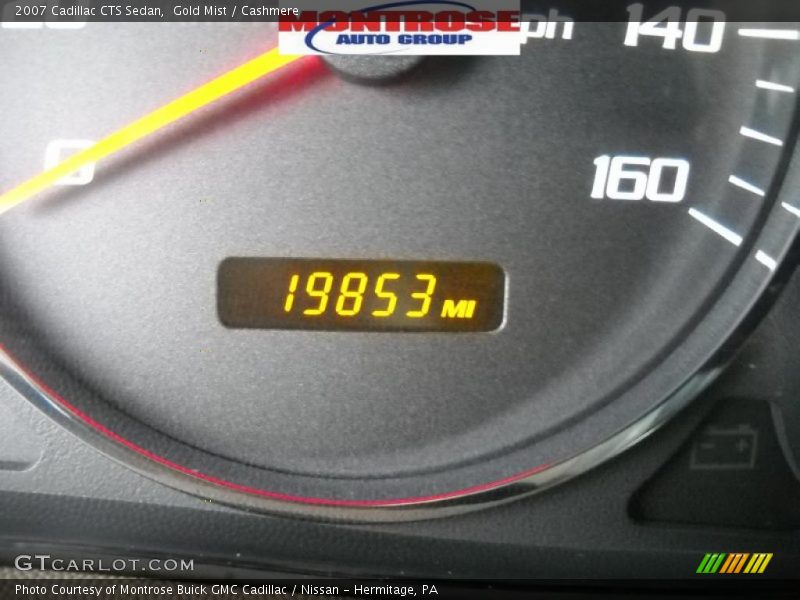 2007 Cadillac CTS Sedan, Gold Mist / Cashmere
MONTROSE
AUTO GROUP
mph
140
0
160
19853 MI
GTCARLOT.COM
Photo Courtesy of Montrose Buick GMC Cadillac / Nissan - Hermitage, PA